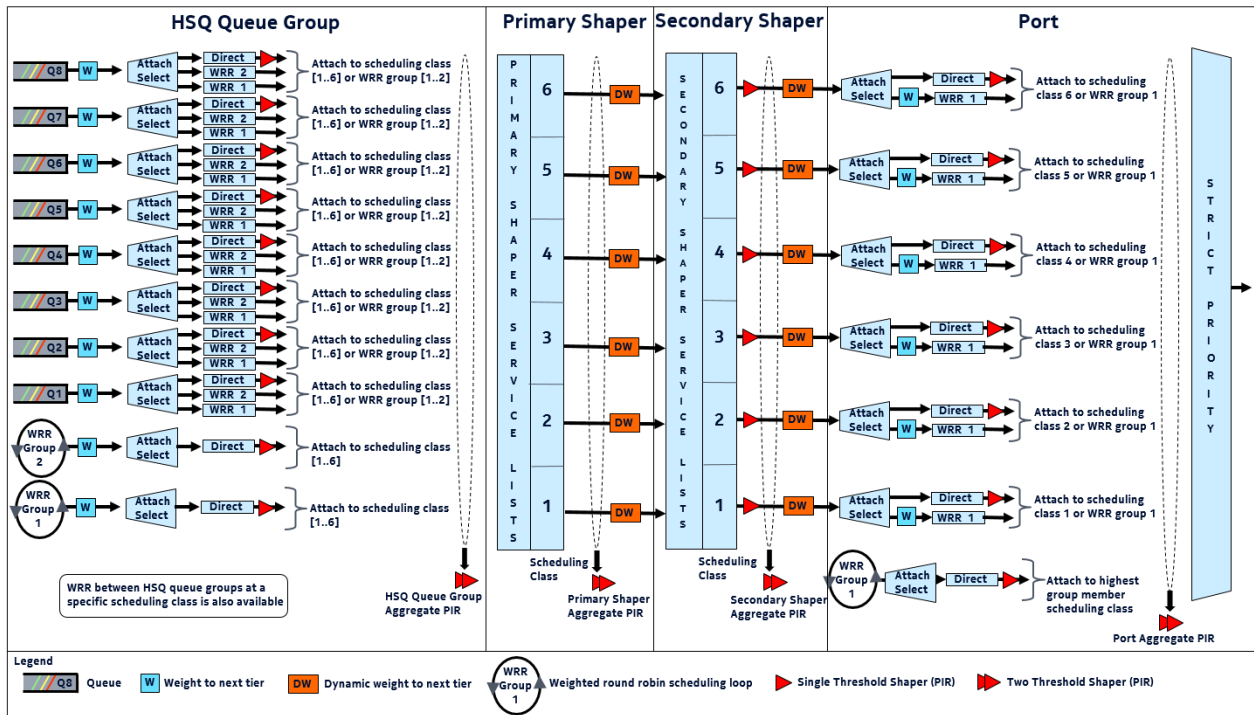 HSQ Queue Group
Primary Shaper
Secondary Shaper
Port
Q8
W
Attach
Select
Direct
WRR 2
WRR 1
Attach to scheduling class
[1..6] or WRR group [1..2]
Q7
W
Attach
Select
Direct
WRR 2
WRR 1
Attach to scheduling class
[1..6] or WRR group [1..2]
Q6
W
Attach
Select
Direct
WRR 2
WRR 1
Attach to scheduling class
[1..6] or WRR group [1..2]
Q5
W
Attach
Select
Direct
WRR 2
WRR 1
Attach to scheduling class
[1..6] or WRR group [1..2]
Q4
W
Attach
Select
Direct
WRR 2
WRR 1
Attach to scheduling class
[1..6] or WRR group [1..2]
Q3
W
Attach
Select
Direct
WRR 2
WRR 1
Attach to scheduling class
[1..6] or WRR group [1..2]
Q2
W
Attach
Select
Direct
WRR 2
WRR 1
Attach to scheduling class
[1..6] or WRR group [1..2]
Q1
W
Attach
Select
Direct
WRR 2
WRR 1
Attach to scheduling class
[1..6] or WRR group [1..2]
WRR
Group
2
W
Attach
Select
Direct
Attach to scheduling class
[1..6]
WRR
Group
1
W
Attach
Select
Direct
Attach to scheduling class
[1..6]
WRR between HSQ queue groups at a
specific scheduling class is also available
HSQ Queue Group
Aggregate PIR
PRIMARY SHAPER SERVICE LISTS
6
DW
5
DW
4
DW
3
DW
2
DW
1
DW
Scheduling
Class
Primary Shaper
Aggregate PIR
SECONDARY SHAPER SERVICE LISTS
6
DW
5
DW
4
DW
3
DW
2
DW
1
DW
Scheduling
Class
Secondary Shaper
Aggregate PIR
Attach
Select
Direct
W
WRR 1
Attach to scheduling
class 6 or WRR group 1
Attach
Select
Direct
W
WRR 1
Attach to scheduling
class 5 or WRR group 1
Attach
Select
Direct
W
WRR 1
Attach to scheduling
class 4 or WRR group 1
Attach
Select
Direct
W
WRR 1
Attach to scheduling
class 3 or WRR group 1
Attach
Select
Direct
W
WRR 1
Attach to scheduling
class 2 or WRR group 1
Attach
Select
Direct
W
WRR 1
Attach to scheduling
class 1 or WRR group 1
WRR
Group
1
Attach
Select
Direct
Attach to highest
group member
scheduling class
Port Aggregate PIR
STRICT PRIORITY
Legend
Q8
Queue
W
Weight to next tier
DW
Dynamic weight to next tier
WRR
Group
1
Weighted round robin scheduling loop
Single Threshold Shaper (PIR)
Two Threshold Shaper (PIR)